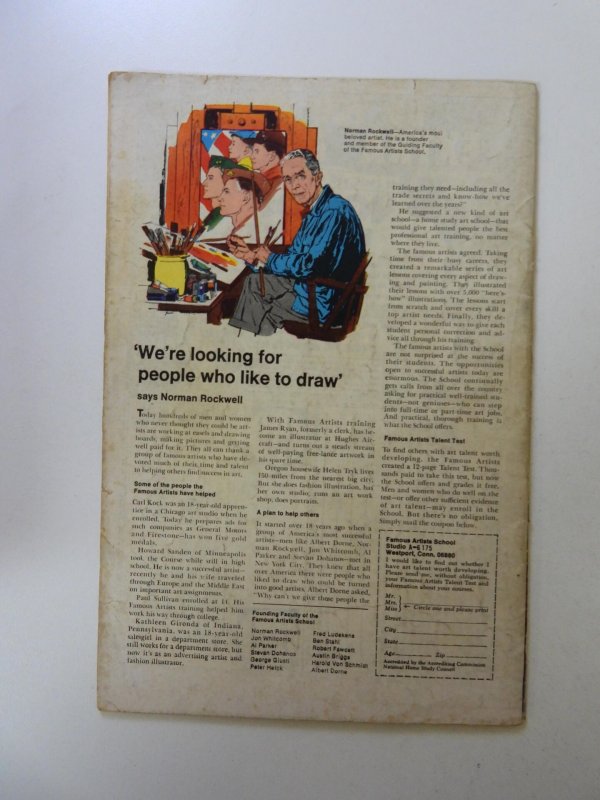 Norman Rockwell—America's most
beloved artist. He is a founder
and member of the Guiding Faculty
of the Famous Artists School.
'We're looking for
people who like to draw'
says Norman Rockwell
Today hundreds of men and women
who never thought they could be art-
ists are working at easels and drawing
boards, making pictures and getting
well paid for it. They all can thank a
group of famous artists who have de-
voted much of their time and talent
to helping others find success in art.
Some of the people the
Famous Artists have helped
Carl Kock was an 18-year-old appren-
tice in a Chicago art studio when he
enrolled. Today he prepares ads for
such companies as General Motors
and Firestone—has won five gold
medals.
Howard Sanden of Minneapolis
took the Course while still in high
school. He is now a successful artist—
recently he and his wife traveled
through Europe and the Middle East
on important art assignments.
Paul Sullivan enrolled at 61. His
Famous Artists training helped him
work his way through college.
Kathleen Gironda of Indiana,
Pennsylvania, was an 18-year-old
salesgirl in a department store. She
still works for a department store, but
now it's as an advertising artist and
fashion illustrator.
With Famous Artists training
James Ryan, formerly a clerk, has be-
come an illustrator at Hughes Air-
craft—and turns out a steady stream
of well-paying free-lance artwork in
his spare time.
Oregon housewife Helen Tryk lives
150 miles from the nearest big city.
But she does fashion illustration, has
her own studio, runs an art work
shop, does portraits.
A plan to help others
It started over 18 years ago when a
group of America's most successful
artists—men like Albert Dorne, Nor-
man Rockwell, Jon Whitcomb, Al
Parker and Stevan Dohanos—met in
New York City. They knew that all
over America there were people who
liked to draw who could be turned
into good artists. Albert Dorne asked,
"Why can't we give those people the
Founding Faculty of the
Famous Artists School
Norman Rockwell
Jon Whitcomb
Al Parker
Stevan Dohanos
George Giusti
Peter Helck
Fred Ludekens
Ben Stahl
Robert Fawcett
Austin Briggs
Harold Von Schmidt
Albert Dorne
training they need—including all the
trade secrets and know-how we've
learned over the years?"
He suggested a new kind of art
school—a home study art school—that
would give talented people the best
professional art training, no matter
where they live.
The famous artists agreed. Taking
time from their busy careers, they
created a remarkable series of art
lessons covering every aspect of draw-
ing and painting. They illustrated
their lessons with over 5,000 "here's
how" illustrations. The lessons start
from scratch and cover every skill a
top artist needs. Finally, they de-
veloped a wonderful way to give each
student personal correction and ad-
vice all through his training.
The famous artists with the School
are not surprised at the success of
their students. The opportunities
open to successful artists today are
enormous. The School continually
gets calls from all over the country
asking for practical well-trained stu-
dents—not geniuses—who can step
into full-time or part-time art jobs.
And practical, thorough training is
what the School offers.
Famous Artists Talent Test
To find others with art talent worth
developing, the Famous Artists
created a 12-page Talent Test. Thou-
sands paid to take this test, but now
the School offers and grades it free.
Men and women who do well on the
test—or offer other sufficient evidence
of art talent—may enroll in the
School. But there's no obligation.
Simply mail the coupon below.
Famous Artists School
Studio A-6175
Westport, Conn. 06880
I would like to find out whether I
have art talent worth developing.
Please send me, without obligation,
your Famous Artists Talent Test and
information about your courses.
Mr.
Mrs.
Miss
Circle one and please print
Street
City
State
Age Zip
Accredited by the Accrediting Commission
National Home Study Council